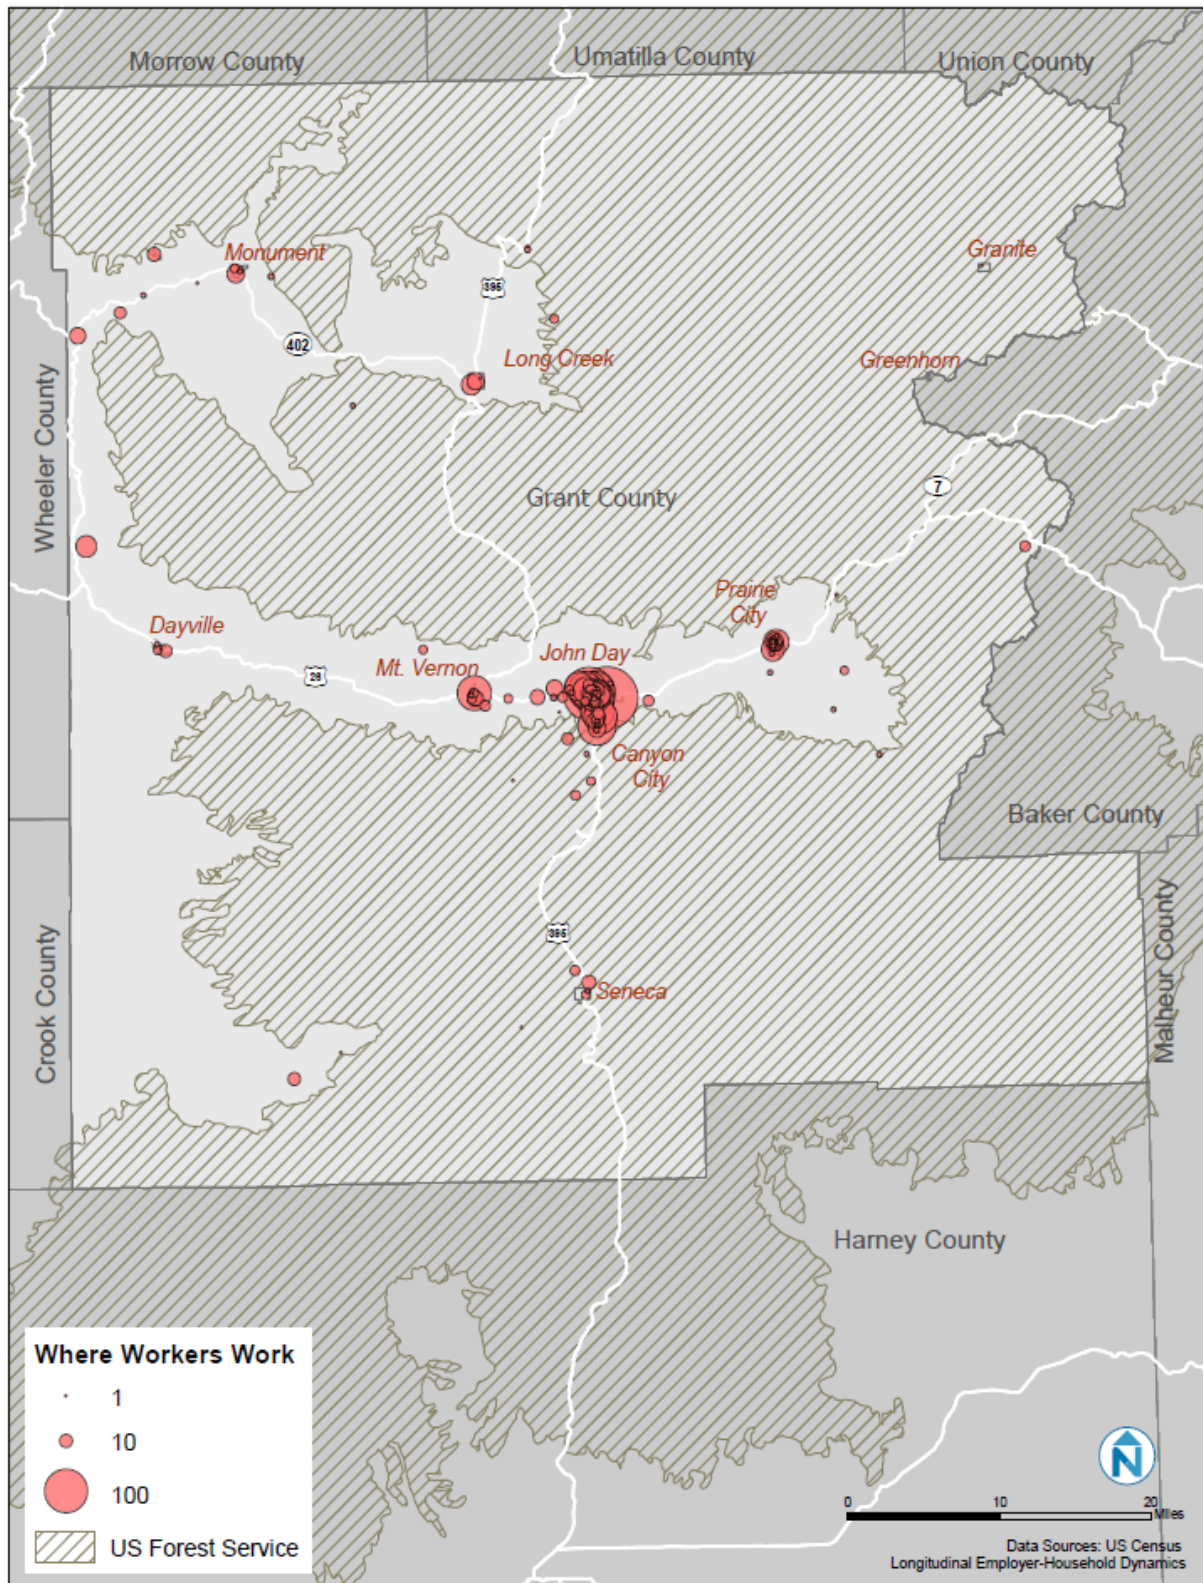 Morrow County
Umatilla County
Union County
Monument
Granite
395
402
Long Creek
Greenhorn
Wheeler County
Grant County
7
Prairie
City
Dayville
John Day
Mt. Vernon
26
Canyon
City
Baker County
Malheur County
395
Seneca
Crook County
Harney County
Where Workers Work
1
10
100
US Forest Service
N
0 10 20
Miles
Data Sources: US Census
Longitudinal Employer-Household Dynamics